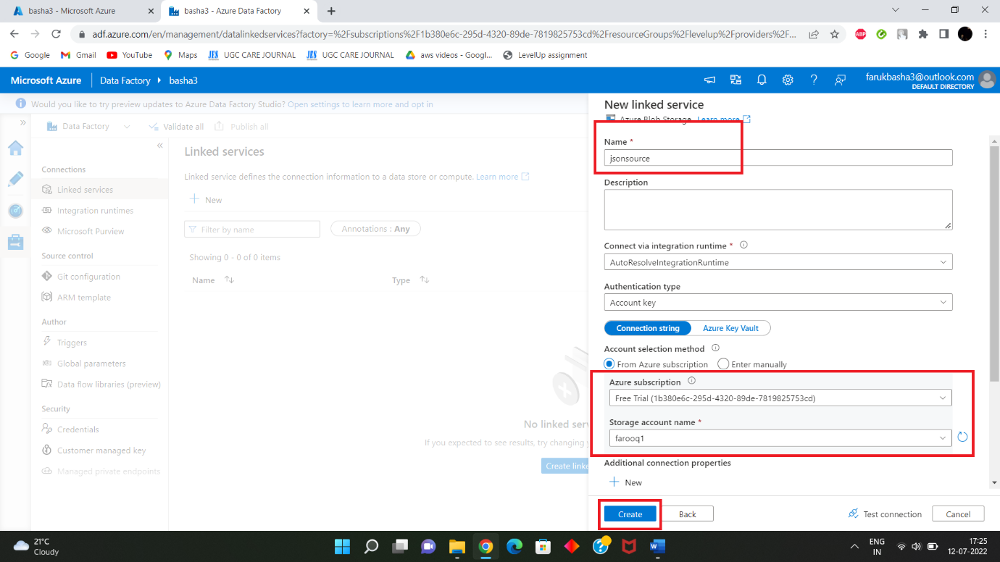 basha3 - Microsoft Azure
basha3 - Azure Data Factory
adf.azure.com/en/management/datalinkedservices?factory=%2Fsubscriptions%2F1b380e6c-295d-4320-89de-7819825753cd%2FresourceGroups%2Flevelup%2Fproviders%2F...
ABP
Google
Gmail
YouTube
Maps
JES UGC CARE JOURNAL
JES UGC CARE JOURNAL
aws videos - Googl...
LevelUp assignment
Microsoft Azure
Data Factory
basha3
farukbasha3@outlook.com
DEFAULT DIRECTORY
Would you like to try preview updates to Azure Data Factory Studio? Open settings to learn more and opt in
Data Factory
Validate all
Publish all
Connections
Linked services
Integration runtimes
Microsoft Purview
Source control
Git configuration
ARM template
Author
Triggers
Global parameters
Data flow libraries (preview)
Security
Credentials
Customer managed key
Managed private endpoints
Linked services
Linked service defines the connection information to a data store or compute. Learn more
New
Filter by name
Annotations : Any
Showing 0 - 0 of 0 items
Name
Type
No linked serv
If you expected to see results, try changing
Create link
New linked service
Azure Blob Storage Learn more
Name *
jsonsource
Description
Connect via integration runtime *
AutoResolveIntegrationRuntime
Authentication type
Account key
Connection string
Azure Key Vault
Account selection method
From Azure subscription
Enter manually
Azure subscription
Free Trial (1b380e6c-295d-4320-89de-7819825753cd)
Storage account name *
farooq1
Additional connection properties
New
Create
Back
Test connection
Cancel
21°C
Cloudy
ENG
IN
17:25
12-07-2022